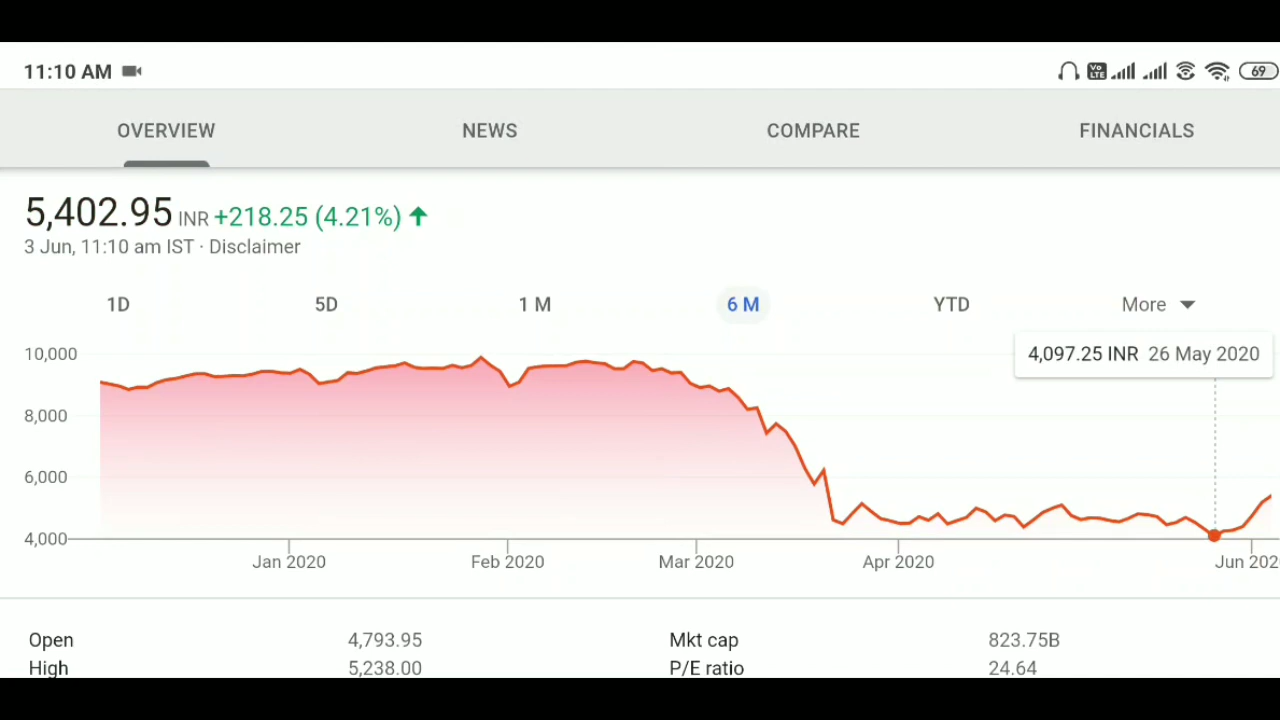 11:10 AM Vo LTE 69
OVERVIEW NEWS COMPARE FINANCIALS
5,402.95 INR +218.25 (4.21%)
3 Jun, 11:10 am IST · Disclaimer
1D 5D 1 M 6 M YTD More
4,097.25 INR 26 May 2020
10,000
8,000
6,000
4,000
Jan 2020 Feb 2020 Mar 2020 Apr 2020 Jun 202
Open 4,793.95 Mkt cap 823.75B
High 5,238.00 P/E ratio 24.64